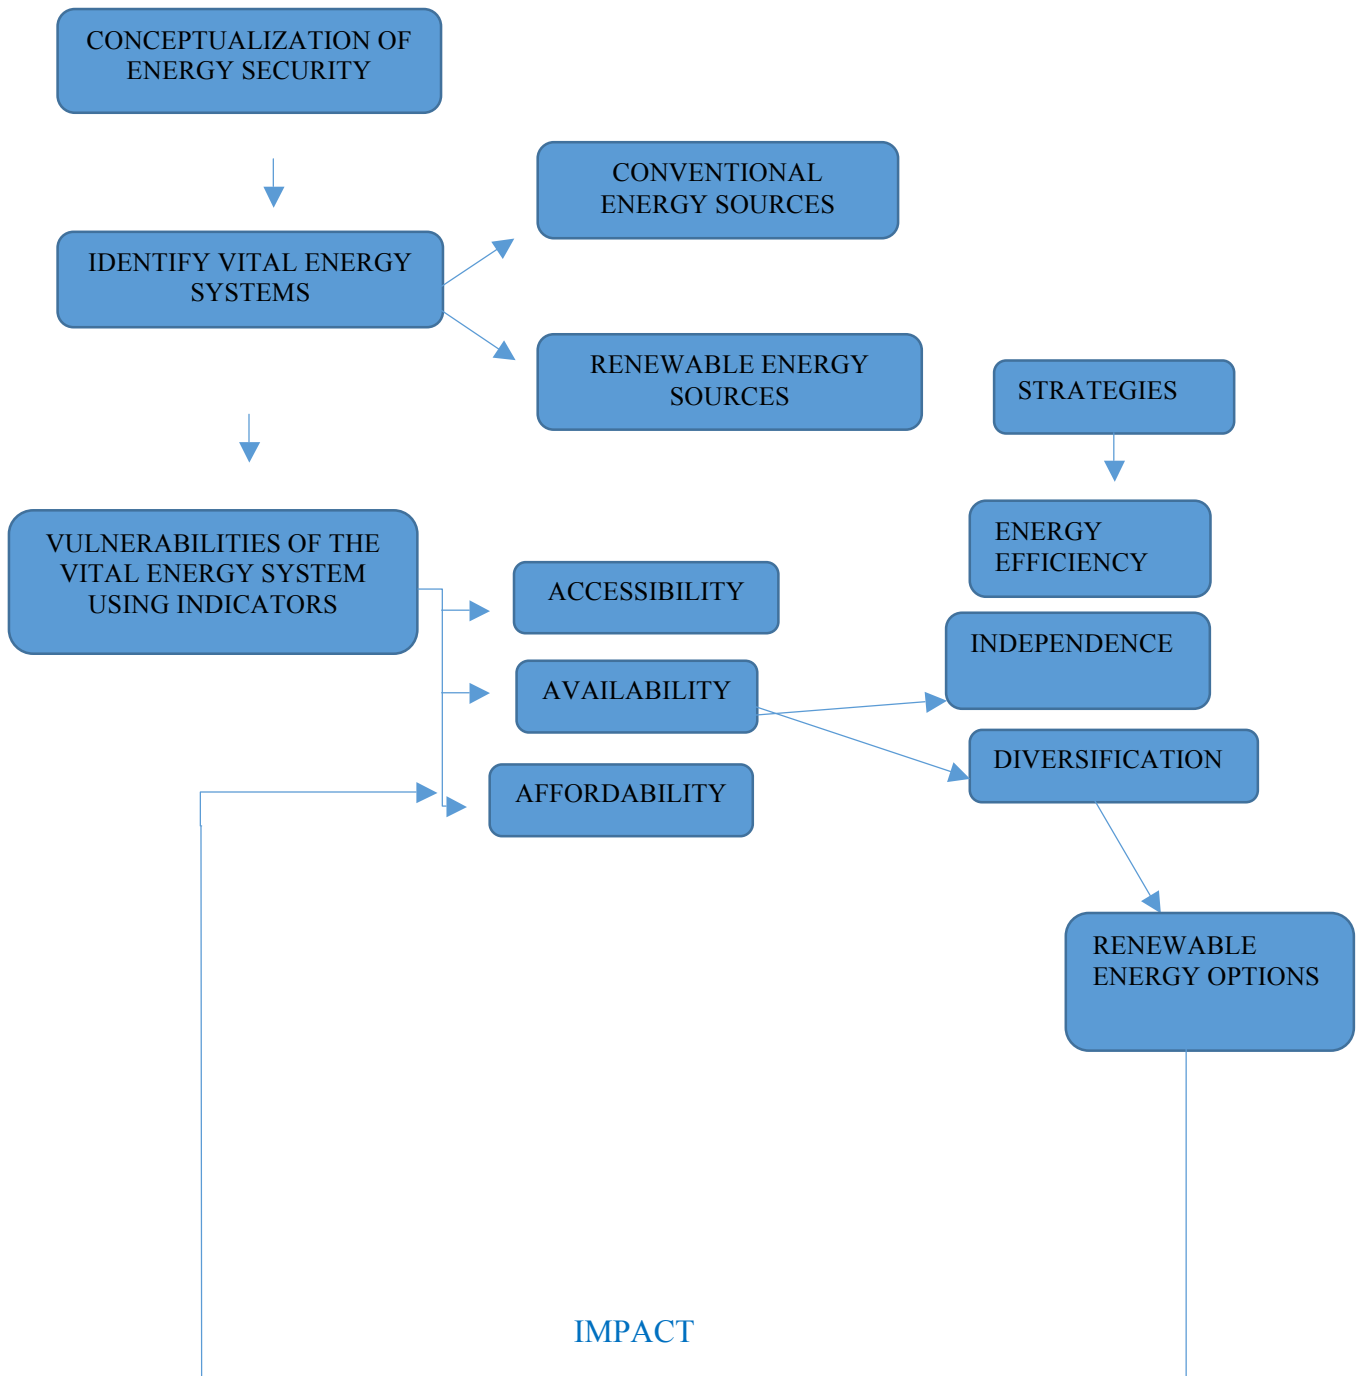 CONCEPTUALIZATION OF
ENERGY SECURITY
CONVENTIONAL
ENERGY SOURCES
IDENTIFY VITAL ENERGY
SYSTEMS
RENEWABLE ENERGY
SOURCES
STRATEGIES
VULNERABILITIES OF THE
VITAL ENERGY SYSTEM
USING INDICATORS
ENERGY
EFFICIENCY
ACCESSIBILITY
INDEPENDENCE
AVAILABILITY
DIVERSIFICATION
AFFORDABILITY
RENEWABLE
ENERGY OPTIONS
IMPACT